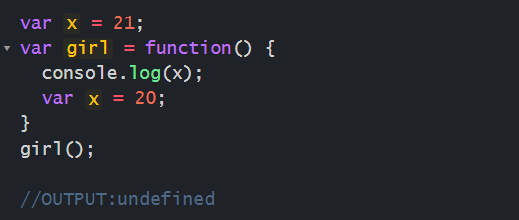 var x = 21;
var girl = function() {
  console.log(x);
  var x = 20;
}
girl();

//OUTPUT:undefined